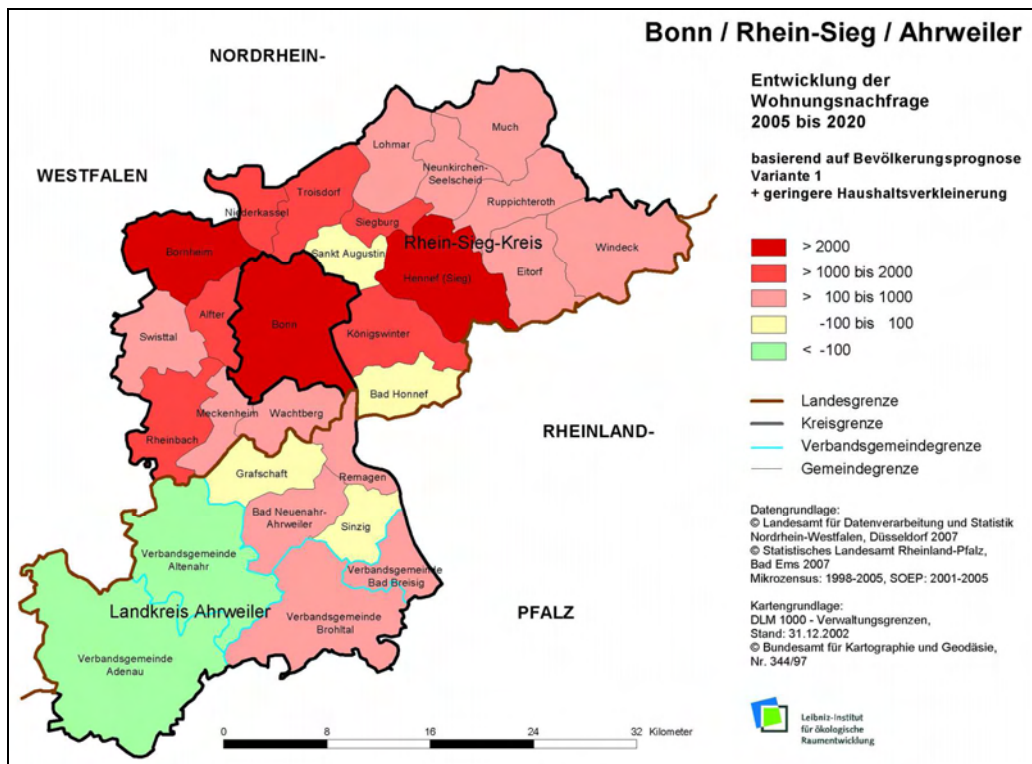 Bonn / Rhein-Sieg / Ahrweiler
NORDRHEIN-
WESTFALEN
RHEINLAND-
PFALZ
Entwicklung der
Wohnungsnachfrage
2005 bis 2020
basierend auf Bevölkerungsprognose
Variante 1
+ geringere Haushaltsverkleinerung
> 2000
> 1000 bis 2000
> 100 bis 1000
-100 bis 100
< -100
Landesgrenze
Kreisgrenze
Verbandsgemeindegrenze
Gemeindegrenze
Datengrundlage:
© Landesamt für Datenverarbeitung und Statistik
Nordrhein-Westfalen, Düsseldorf 2007
© Statistisches Landesamt Rheinland-Pfalz,
Bad Ems 2007
Mikrozensus: 1998-2005, SOEP: 2001-2005
Kartengrundlage:
DLM 1000 - Verwaltungsgrenzen,
Stand: 31.12.2002
© Bundesamt für Kartographie und Geodäsie,
Nr. 344/97
Leibniz-Institut
für ökologische
Raumentwicklung
Much
Lohmar
Neunkirchen-
Seelscheid
Troisdorf
Ruppichteroth
Niederkassel
Siegburg
Rhein-Sieg-Kreis
Windeck
Bornheim
Sankt Augustin
Hennef (Sieg)
Eitorf
Alfter
Bonn
Königswinter
Swisttal
Bad Honnef
Meckenheim
Wachtberg
Rheinbach
Grafschaft
Remagen
Bad Neuenahr-
Ahrweiler
Sinzig
Verbandsgemeinde
Altenahr
Verbandsgemeinde
Bad Breisig
Landkreis Ahrweiler
Verbandsgemeinde
Brohltal
Verbandsgemeinde
Adenau
0 8 16 24 32 Kilometer